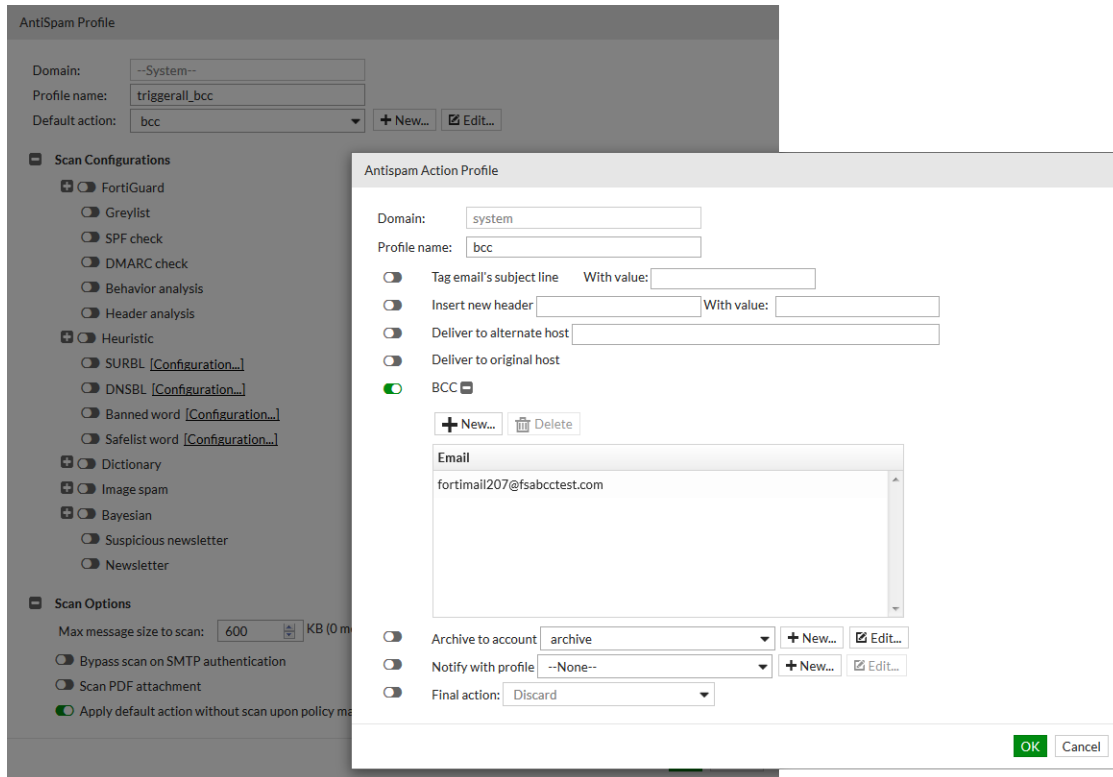 AntiSpam Profile
Domain: --System--
Profile name: triggerall_bcc
Default action: bcc New... Edit...
Scan Configurations
FortiGuard
Greylist
SPF check
DMARC check
Behavior analysis
Header analysis
Heuristic
SURBL [Configuration...]
DNSBL [Configuration...]
Banned word [Configuration...]
Safelist word [Configuration...]
Dictionary
Image spam
Bayesian
Suspicious newsletter
Newsletter
Scan Options
Max message size to scan: 600 KB (0 m
Bypass scan on SMTP authentication
Scan PDF attachment
Apply default action without scan upon policy ma
Antispam Action Profile
Domain: system
Profile name: bcc
Tag email's subject line With value:
Insert new header With value:
Deliver to alternate host
Deliver to original host
BCC
New... Delete
Email
fortimail207@fsabcctest.com
Archive to account archive New... Edit...
Notify with profile --None-- New... Edit...
Final action: Discard
OK Cancel